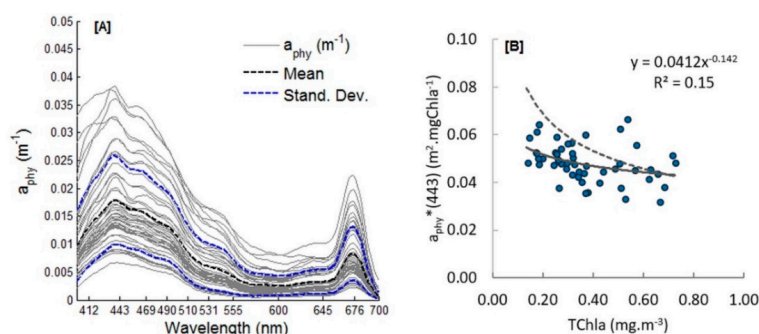 [A]
a_phy (m⁻¹)
Mean
Stand. Dev.
0.05
0.045
0.04
0.035
0.03
0.025
0.02
0.015
0.01
0.005
0
a_phy (m⁻¹)
412 443 469 490 510 531 555 600 645 676 700
Wavelength (nm)
[B]
y = 0.0412x^-0.142
R² = 0.15
0.10
0.08
0.06
0.04
0.02
0.00
a_phy*(443) (m².mgChla⁻¹)
0.00 0.20 0.40 0.60 0.80 1.00
TChla (mg.m⁻³)